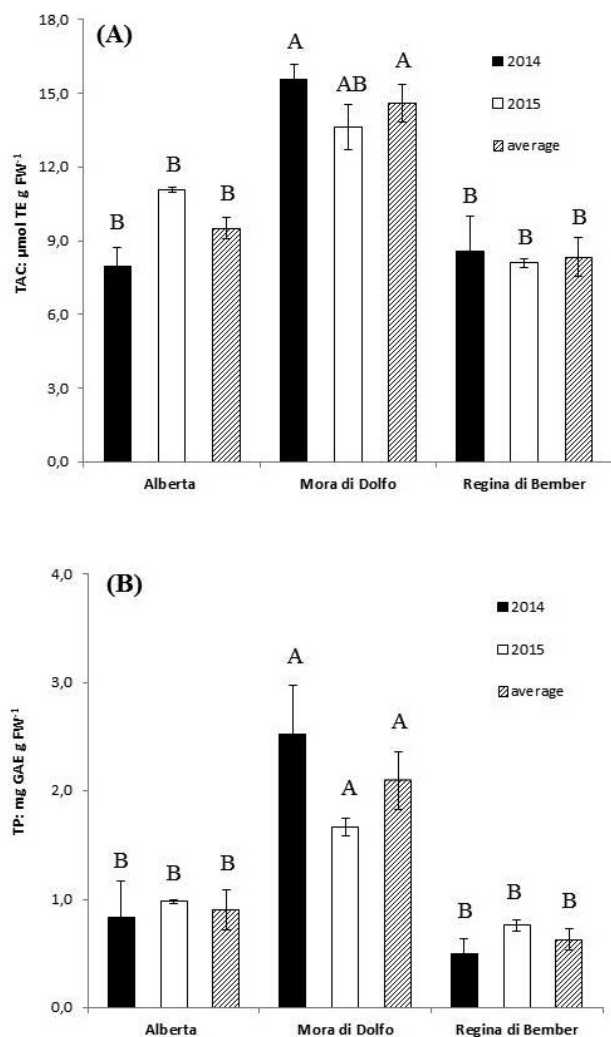 (A)
18,0
15,0
12,0
9,0
6,0
3,0
0,0
TAC: µmol TE g FW-1
B
B
B
A
AB
A
B
B
B
2014
2015
average
Alberta
Mora di Dolfo
Regina di Bember
(B)
4,0
3,0
2,0
1,0
0,0
TP: mg GAE g FW-1
B
B
B
A
A
A
B
B
B
2014
2015
average
Alberta
Mora di Dolfo
Regina di Bember